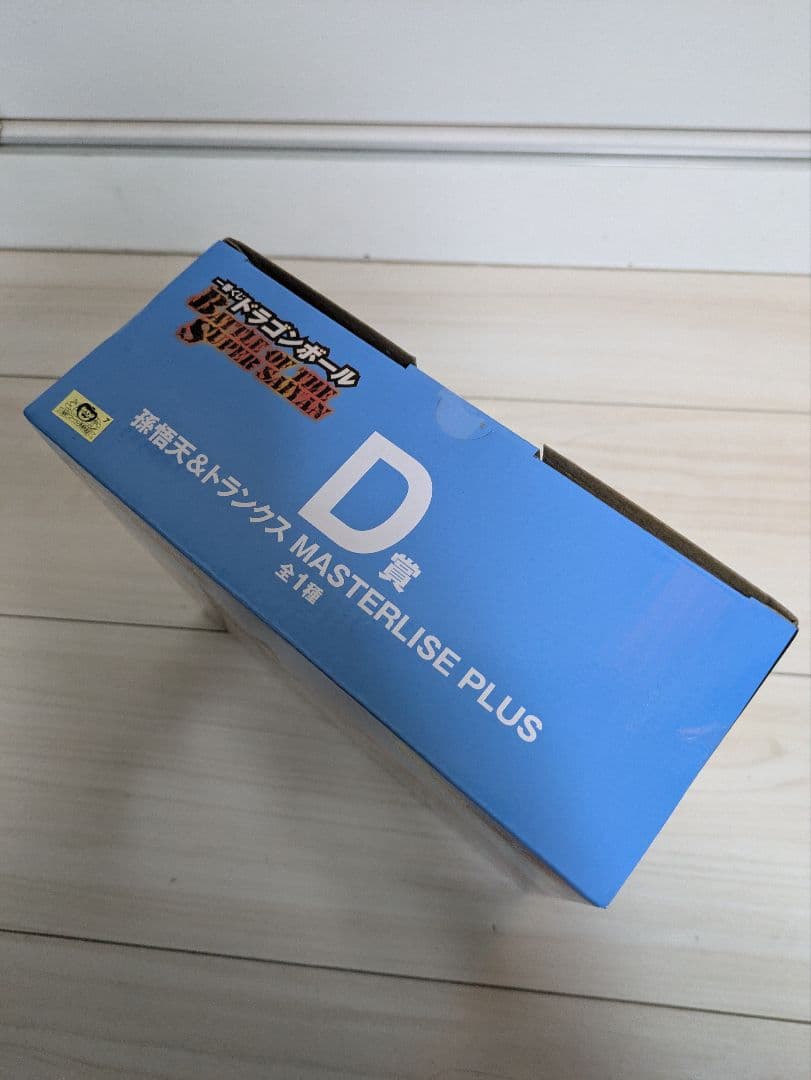 一番くじ
ドラゴンボール
BATTLE OF THE
SUPER SAIYAN
D賞
孫悟天&トランクス MASTERLISE PLUS
全1種